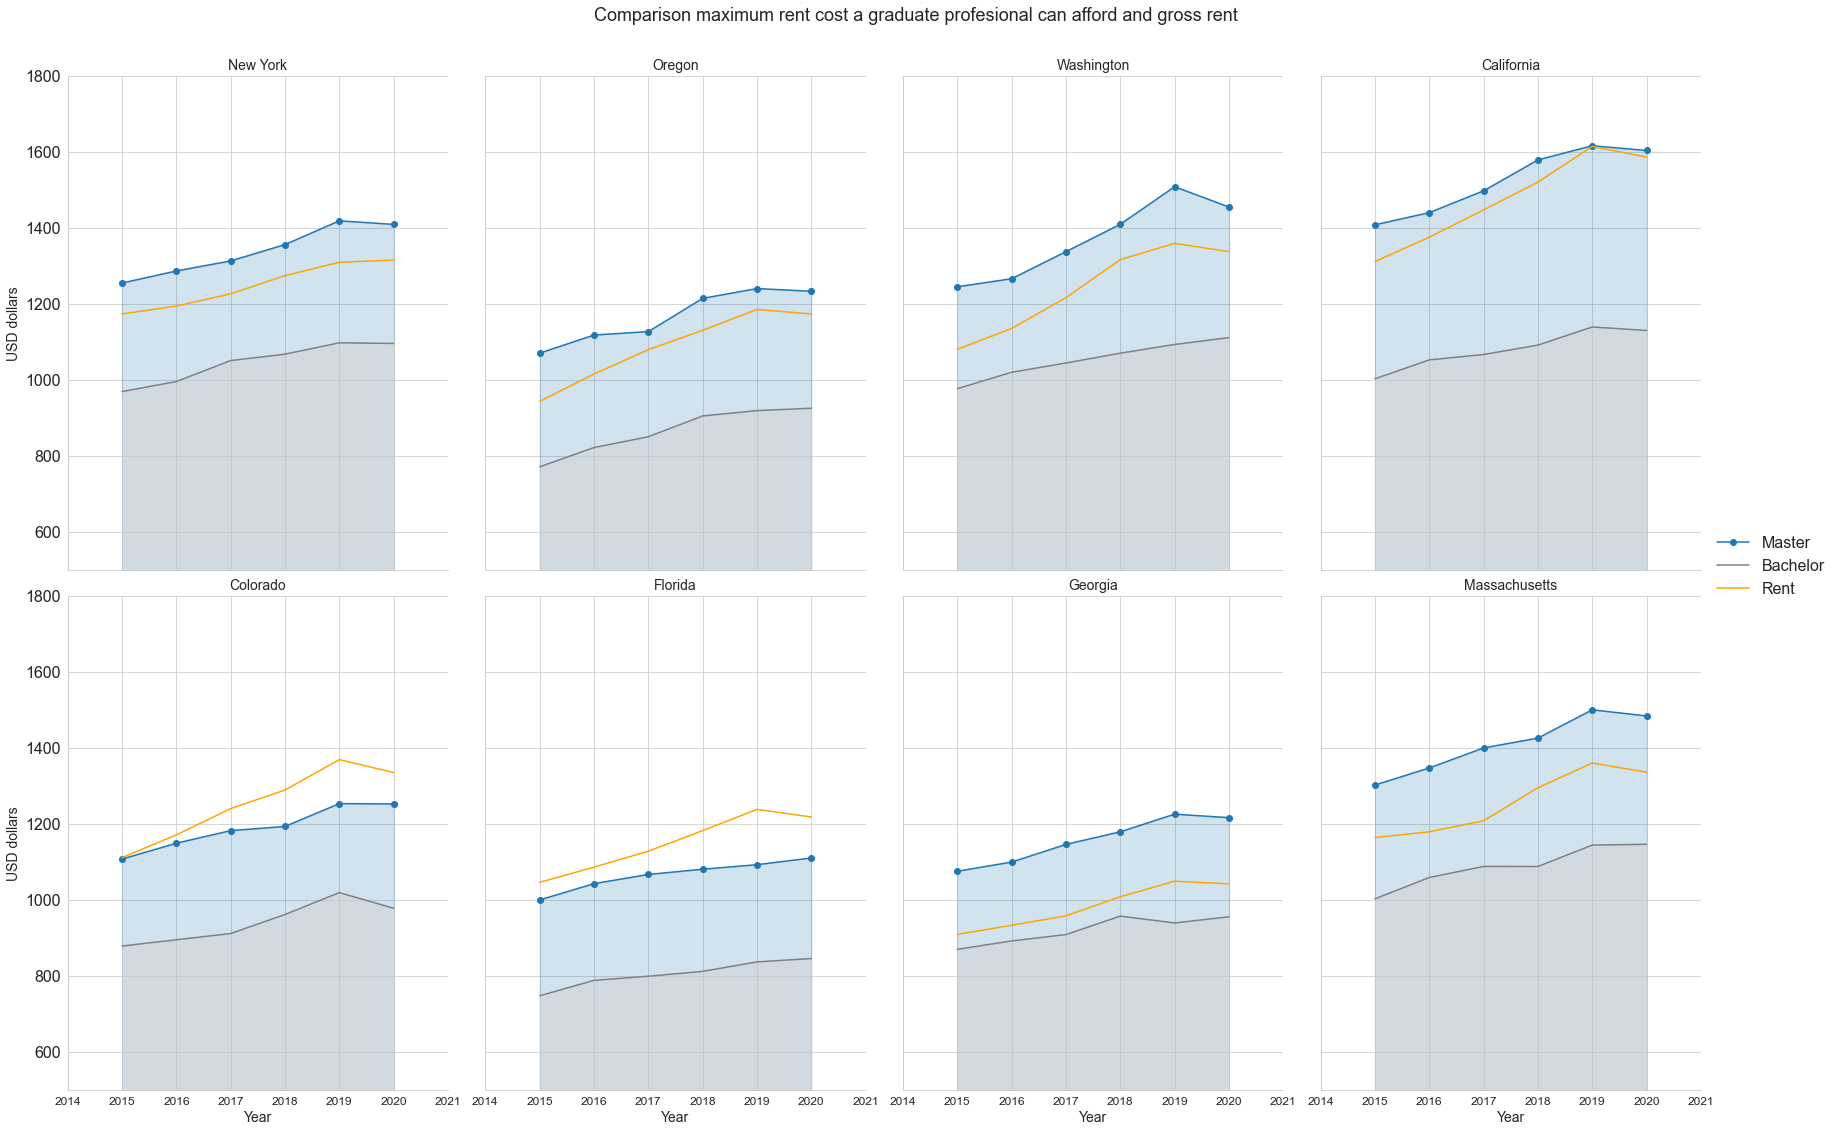 Comparison maximum rent cost a graduate profesional can afford and gross rent
New York
Oregon
Washington
California
1800
1600
1400
1200
1000
800
600
USD dollars
Master
Bachelor
Rent
Colorado
Florida
Georgia
Massachusetts
1800
1600
1400
1200
1000
800
600
USD dollars
2014 2015 2016 2017 2018 2019 2020 2021
2014 2015 2016 2017 2018 2019 2020 2021
2014 2015 2016 2017 2018 2019 2020 2021
2014 2015 2016 2017 2018 2019 2020 2021
Year
Year
Year
Year